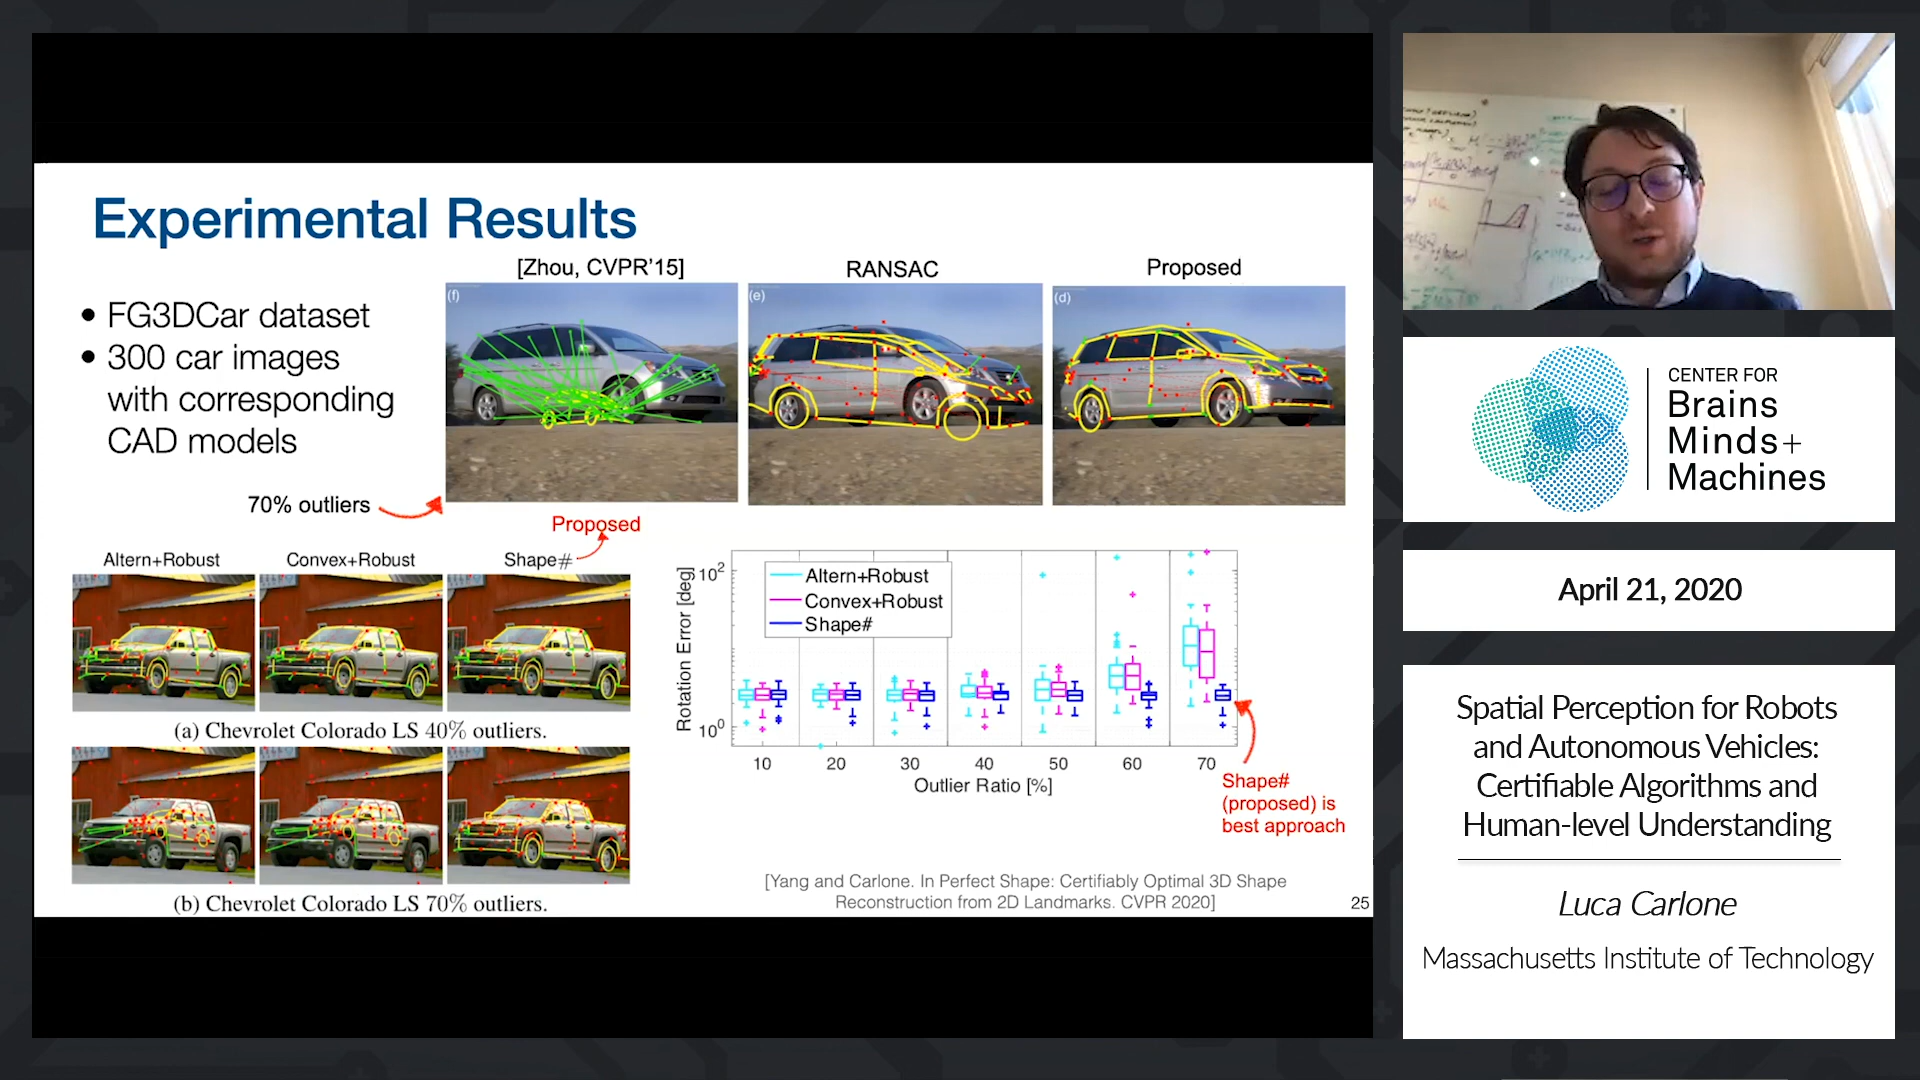 Experimental Results
• FG3DCar dataset
• 300 car images
with corresponding
CAD models
[Zhou, CVPR'15]
RANSAC
Proposed
(f)
(e)
(d)
70% outliers
Proposed
Altern+Robust
Convex+Robust
Shape#
(a) Chevrolet Colorado LS 40% outliers.
(b) Chevrolet Colorado LS 70% outliers.
Rotation Error [deg]
10²
10⁰
Altern+Robust
Convex+Robust
Shape#
10 20 30 40 50 60 70
Outlier Ratio [%]
Shape#
(proposed) is
best approach
[Yang and Carlone. In Perfect Shape: Certifiably Optimal 3D Shape
Reconstruction from 2D Landmarks. CVPR 2020]
25
CENTER FOR
Brains
Minds+
Machines
April 21, 2020
Spatial Perception for Robots
and Autonomous Vehicles:
Certifiable Algorithms and
Human-level Understanding
Luca Carlone
Massachusetts Institute of Technology